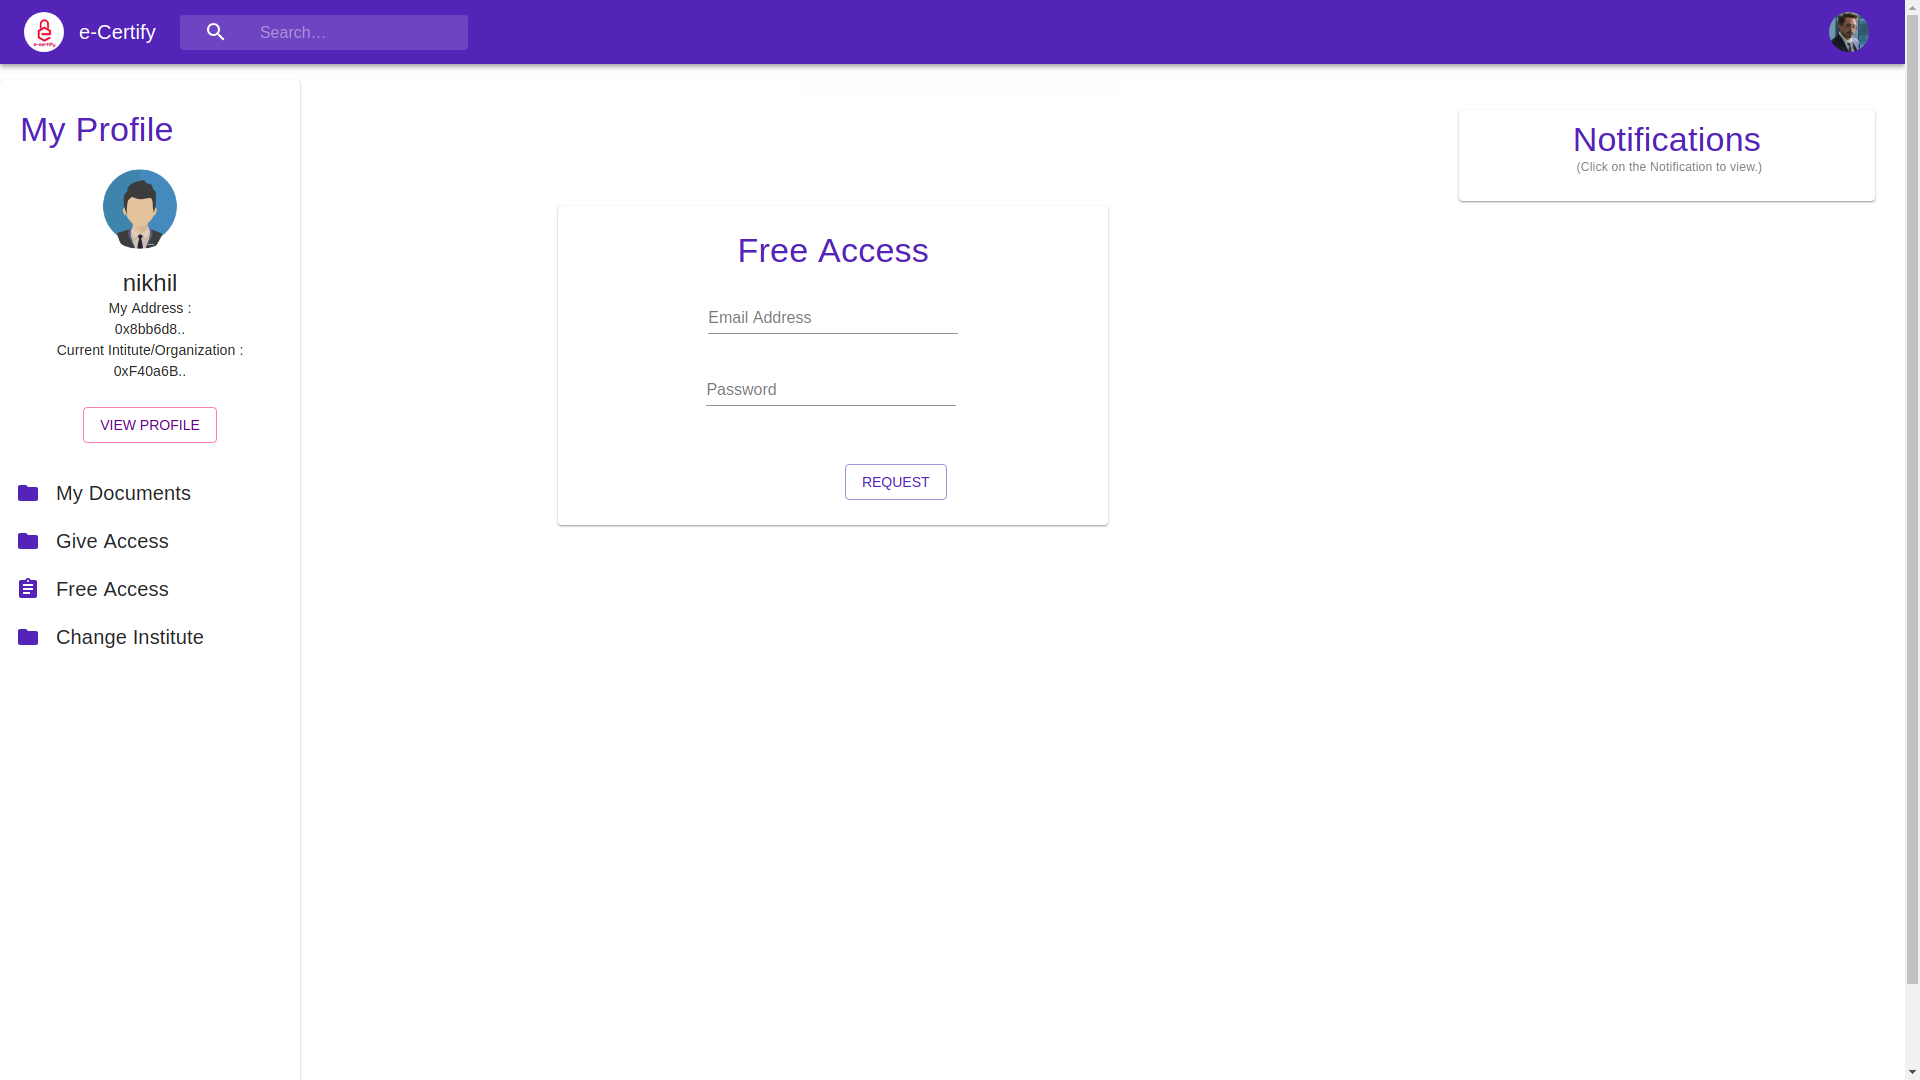 e-certify
e-Certify
Search…
My Profile
nikhil
My Address :
0x8bb6d8..
Current Intitute/Organization :
0xF40a6B..
VIEW PROFILE
My Documents
Give Access
Free Access
Change Institute
Free Access
Email Address
Password
REQUEST
Notifications
(Click on the Notification to view.)